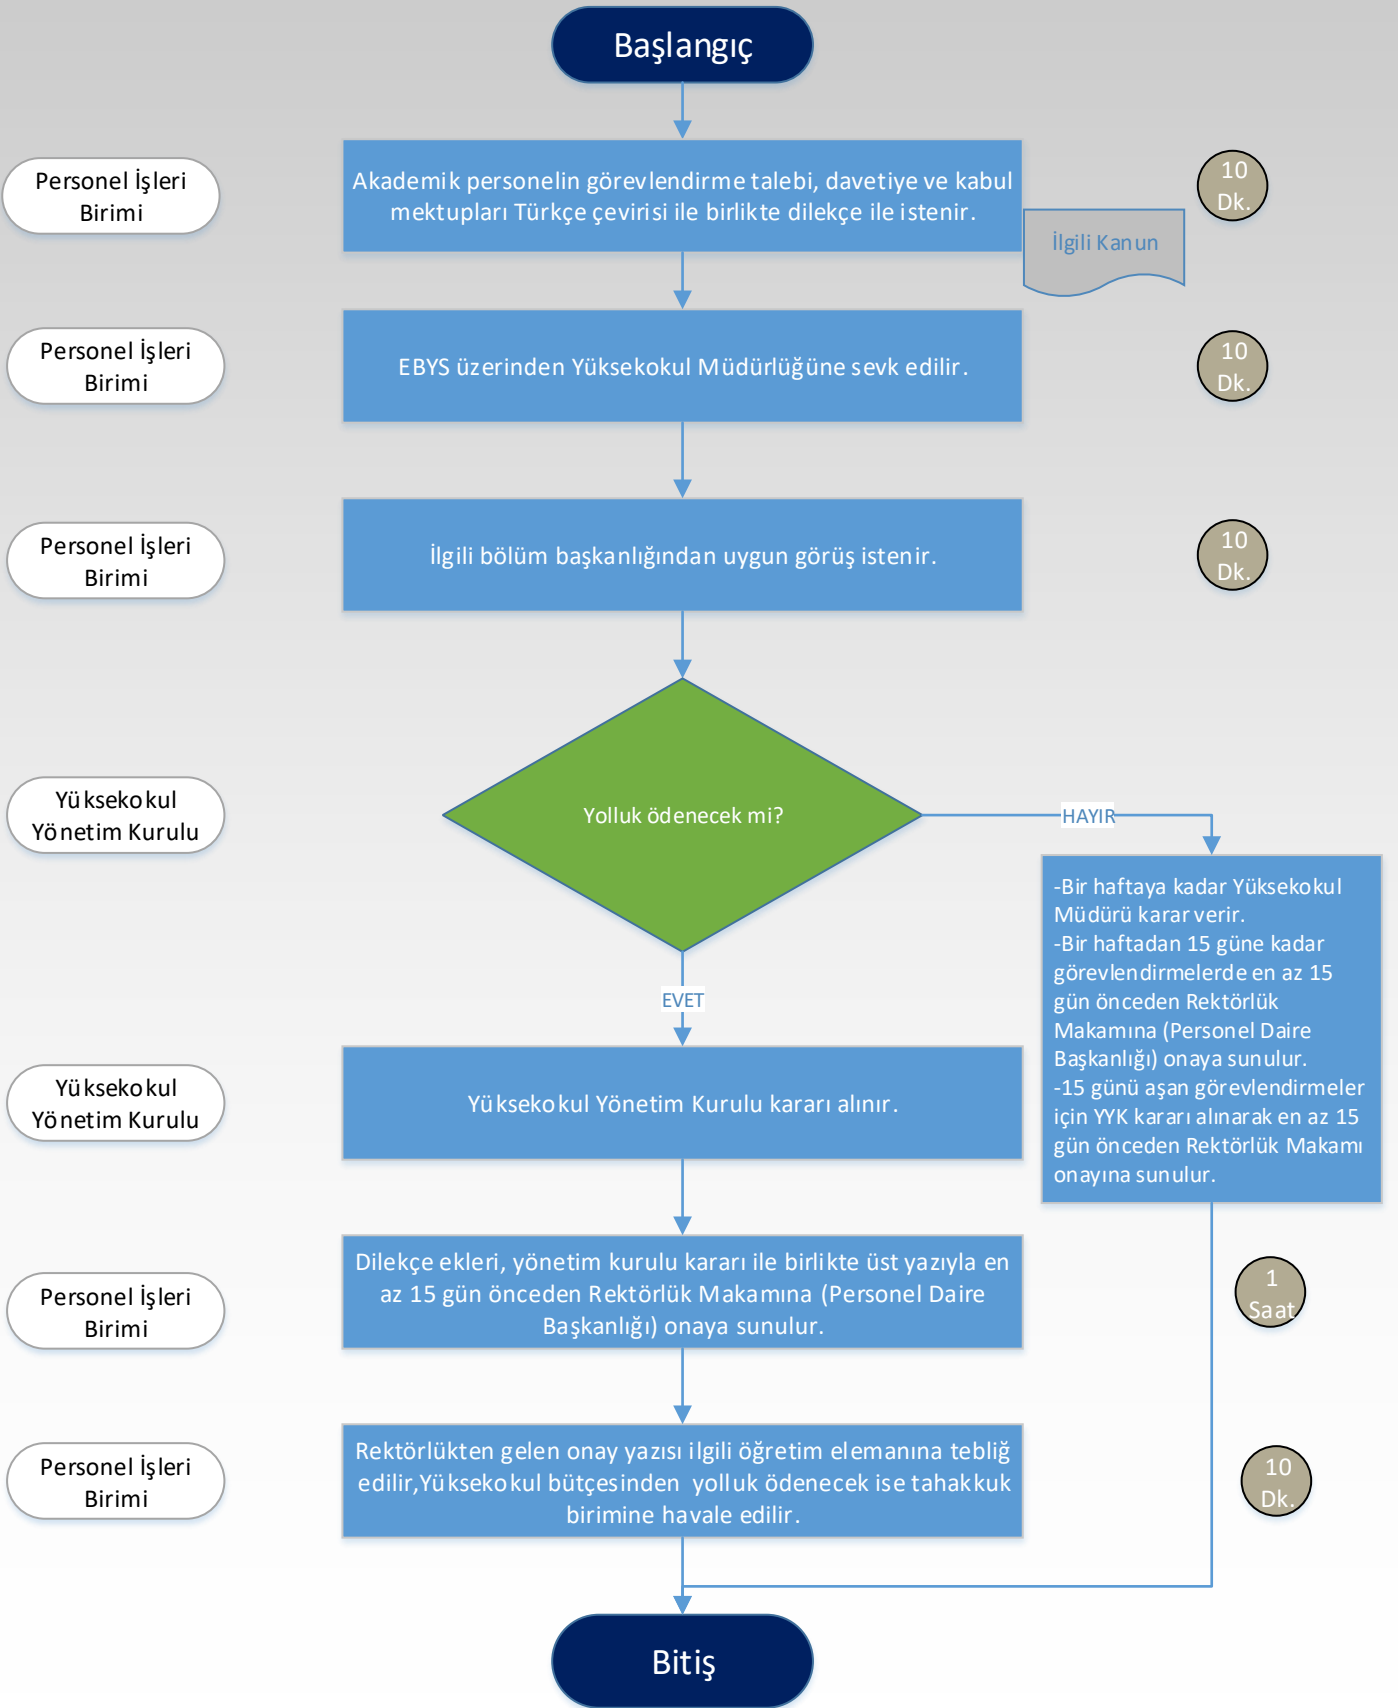 Başlangıç
Personel İşleri
Birimi
Akademik personelin görevlendirme talebi, davetiye ve kabul
mektupları Türkçe çevirisi ile birlikte dilekçe ile istenir.
10
Dk.
İlgili Kanun
Personel İşleri
Birimi
EBYS üzerinden Yüksekokul Müdürlüğüne sevk edilir.
10
Dk.
Personel İşleri
Birimi
İlgili bölüm başkanlığından uygun görüş istenir.
10
Dk.
Yüksekokul
Yönetim Kurulu
Yolluk ödenecek mi?
HAYIR
-Bir haftaya kadar Yüksekokul
Müdürü karar verir.
-Bir haftadan 15 güne kadar
görevlendirmelerde en az 15
gün önceden Rektörlük
Makamına (Personel Daire
Başkanlığı) onaya sunulur.
-15 günü aşan görevlendirmeler
için YYK kararı alınarak en az 15
gün önceden Rektörlük Makamı
onayına sunulur.
EVET
Yüksekokul
Yönetim Kurulu
Yüksekokul Yönetim Kurulu kararı alınır.
Personel İşleri
Birimi
Dilekçe ekleri, yönetim kurulu kararı ile birlikte üst yazıyla en
az 15 gün önceden Rektörlük Makamına (Personel Daire
Başkanlığı) onaya sunulur.
1
Saat
Personel İşleri
Birimi
Rektörlükten gelen onay yazısı ilgili öğretim elemanına tebliğ
edilir,Yüksekokul bütçesinden yolluk ödenecek ise tahakkuk
birimine havale edilir.
10
Dk.
Bitiş